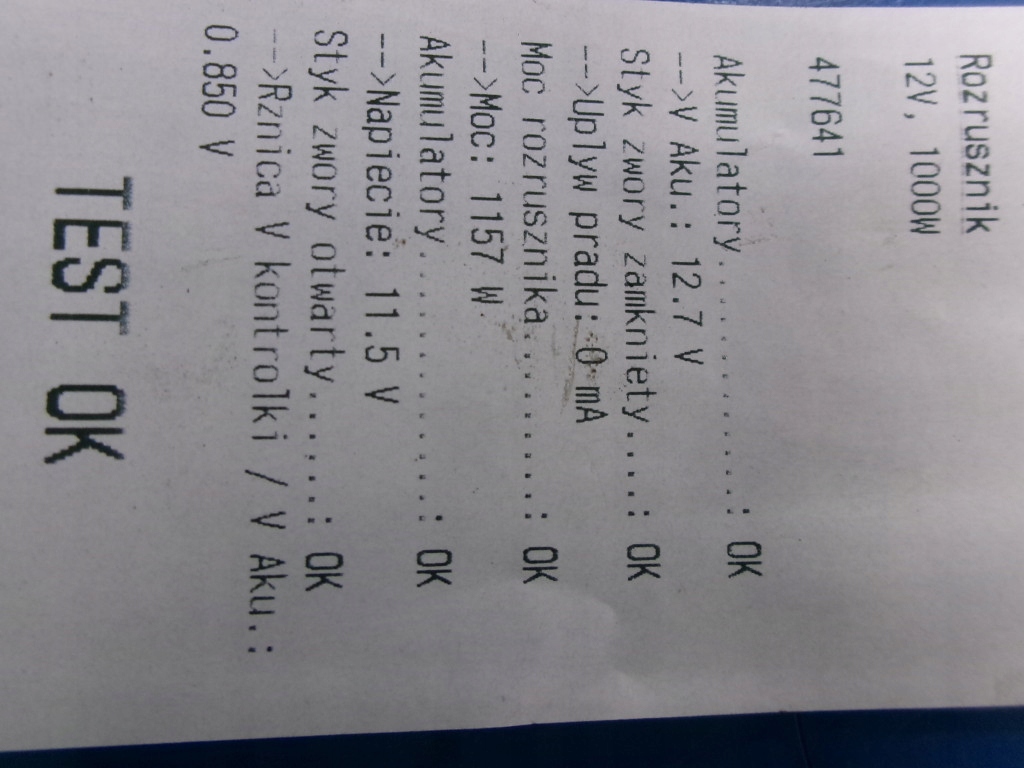 Rozrusznik
12V, 1000W
477641
Akumulatory..........: OK
-->V Aku.: 12.7 V
Styk zwory zamkniety...: OK
-->Uplyw pradu: 0 mA
Moc rozrusznika........: OK
-->Moc: 1157 W
Akumulatory............: OK
-->Napiecie: 11.5 V
Styk zwory otwarty.....: OK
-->Rznica V kontrolki / V Aku.:
0.850 V
TEST OK